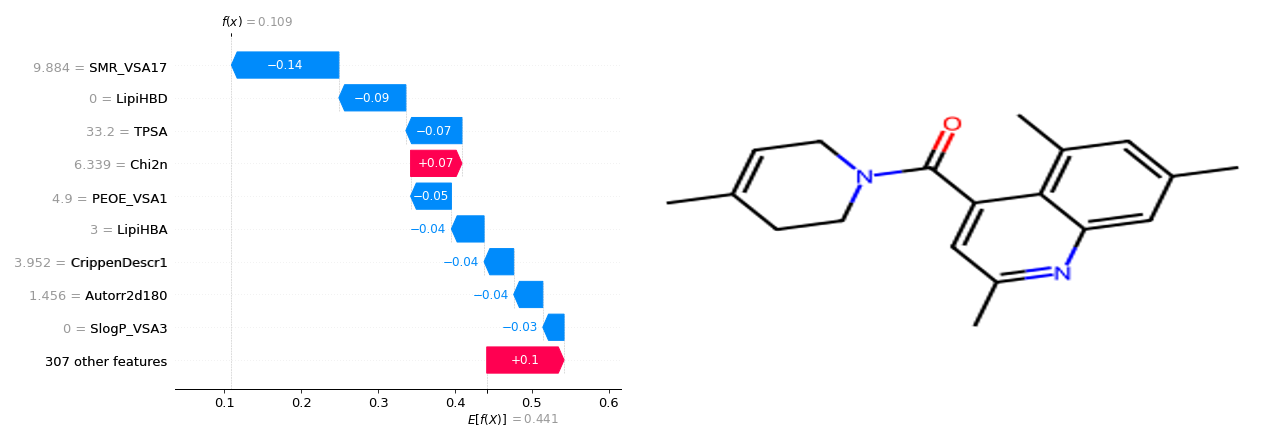 f(x) = 0.109
9.884 = SMR_VSA17
−0.14
0 = LipiHBD
−0.09
33.2 = TPSA
−0.07
6.339 = Chi2n
+0.07
4.9 = PEOE_VSA1
−0.05
3 = LipiHBA
−0.04
3.952 = CrippenDescr1
−0.04
1.456 = Autorr2d180
−0.04
0 = SlogP_VSA3
−0.03
307 other features
+0.1
0.1 0.2 0.3 0.4 0.5 0.6
E[f(X)] = 0.441
O
N
N